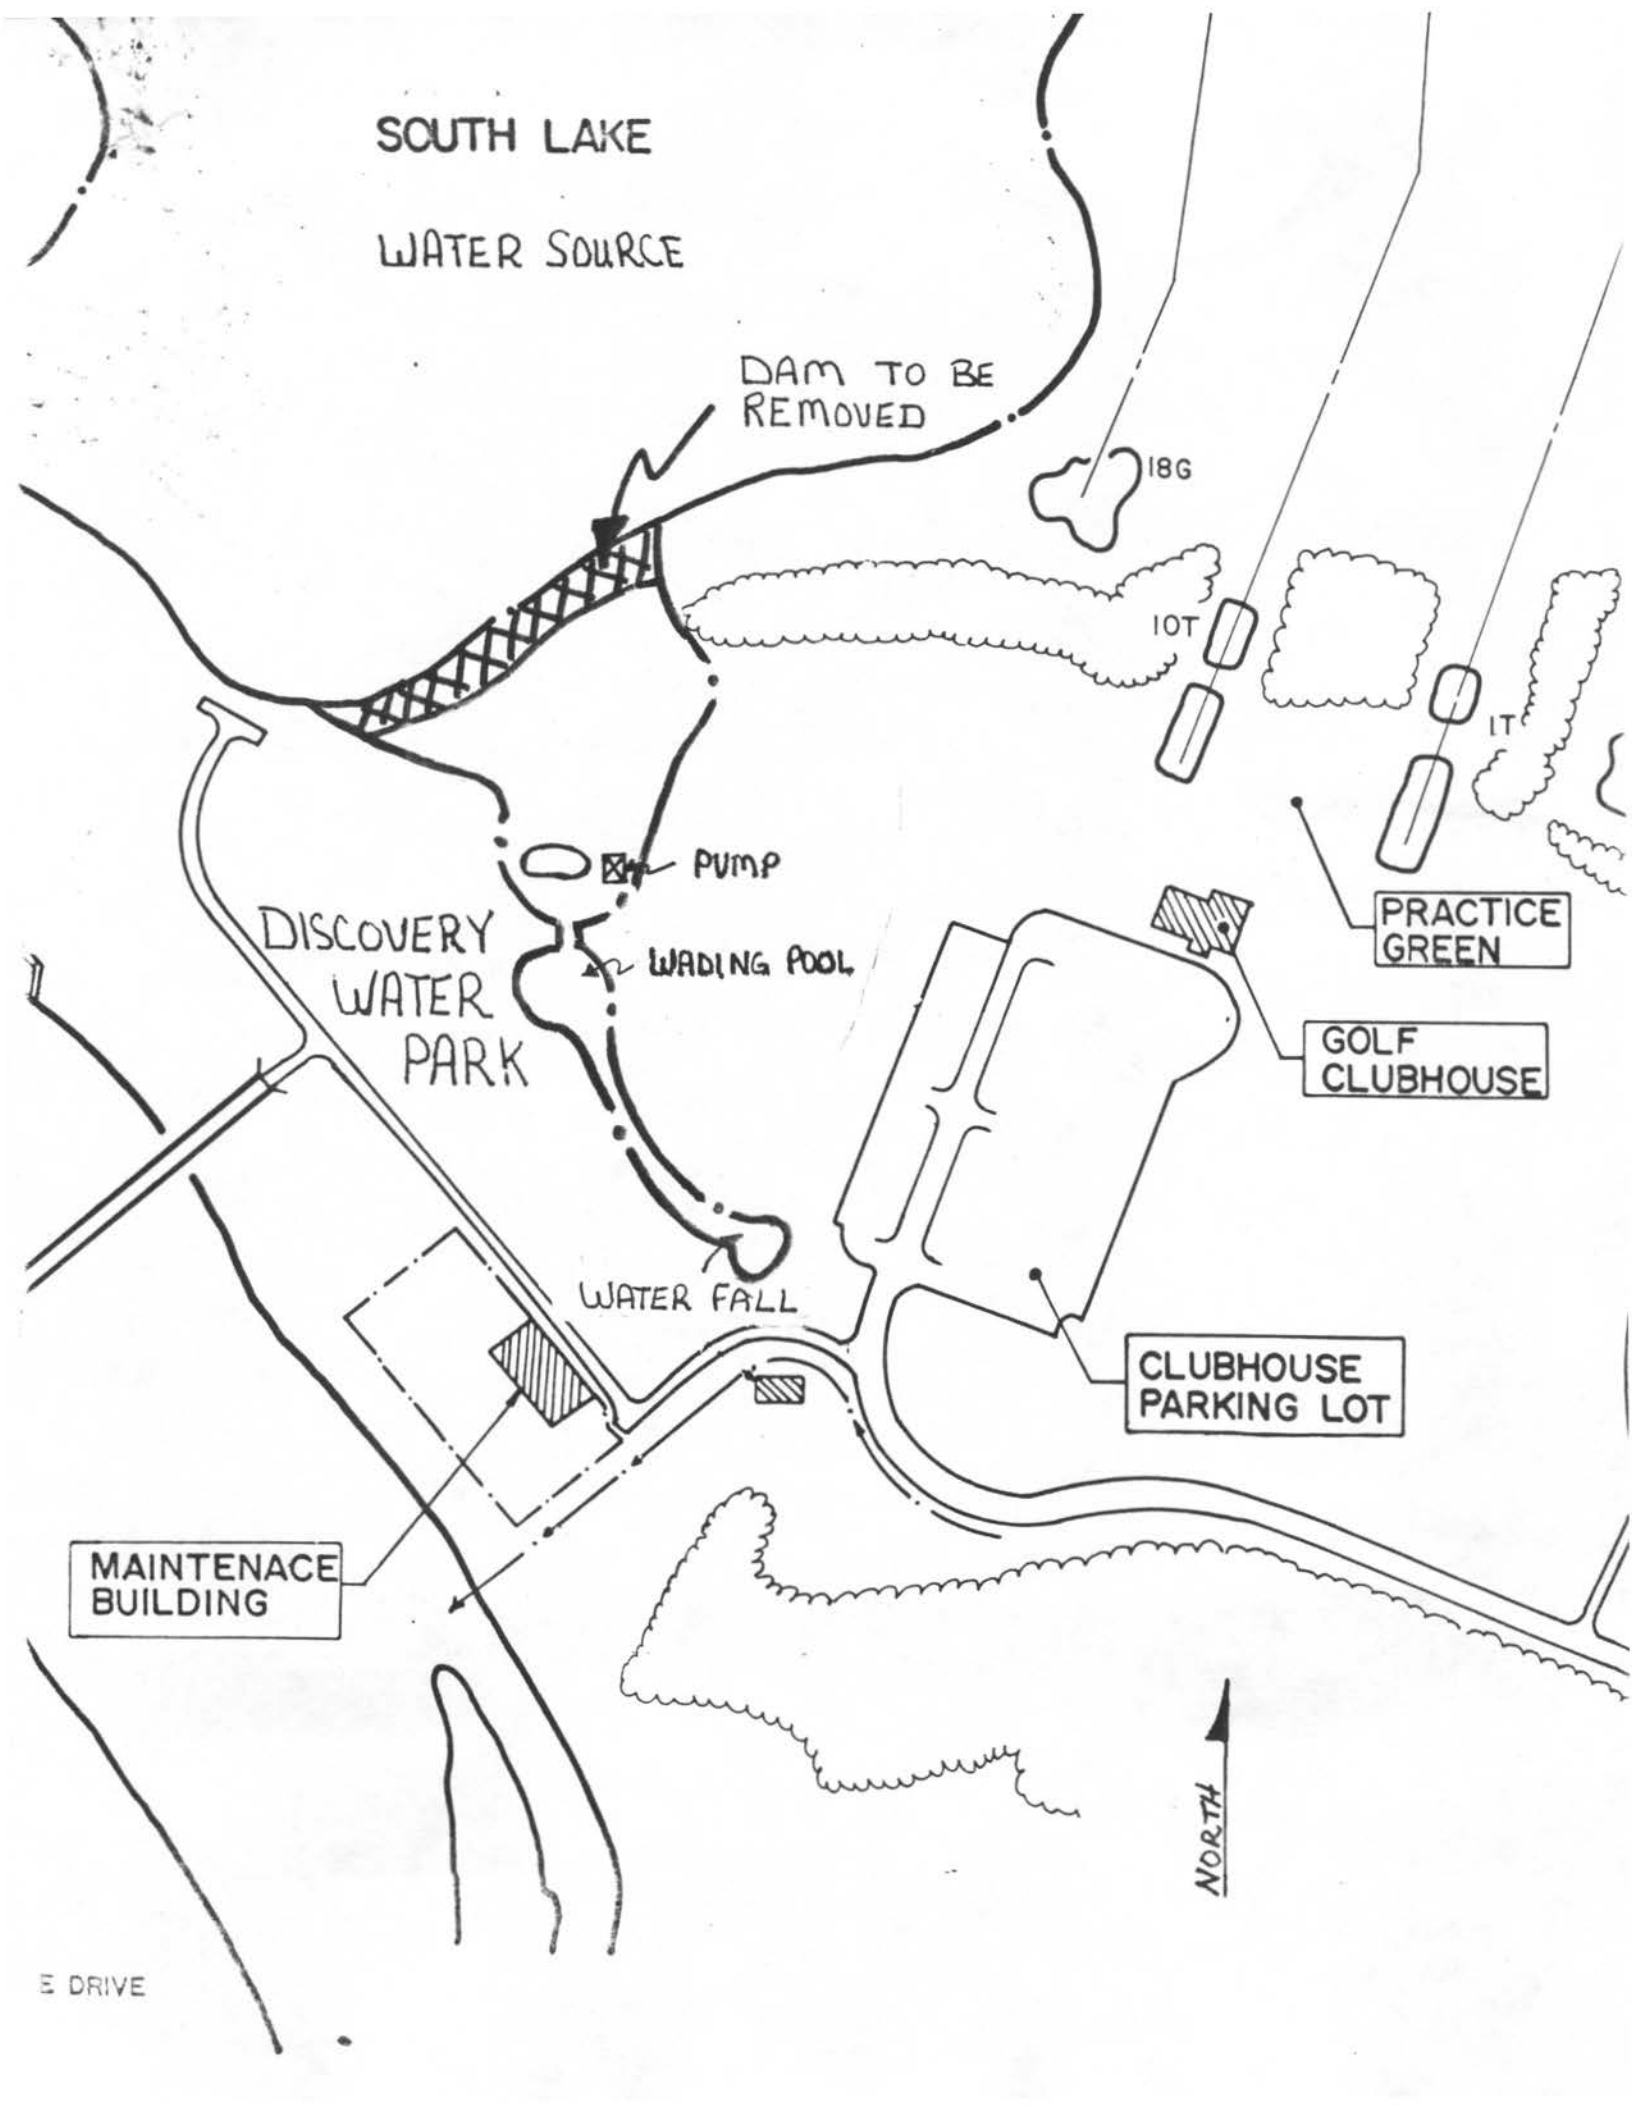 SOUTH LAKE
WATER SOURCE
DAM TO BE
REMOVED
18G
10T
1T
PUMP
PRACTICE
GREEN
DISCOVERY
WATER
PARK
WADING POOL
GOLF
CLUBHOUSE
WATER FALL
CLUBHOUSE
PARKING LOT
MAINTENACE
BUILDING
NORTH
E DRIVE